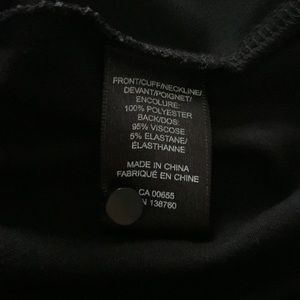 FRONT/CUFF/NECKLINE/
DEVANT/POIGNET/
ENCOLURE:
100% POLYESTER
BACK/DOS:
95% VISCOSE
5% ELASTANE/
ÉLASTHANNE
MADE IN CHINA
FABRIQUÉ EN CHINE
CA 00655
N 138760